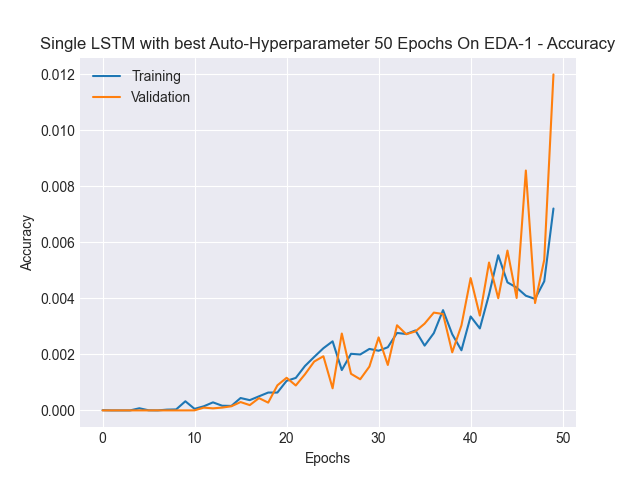 Single LSTM with best Auto-Hyperparameter 50 Epochs On EDA-1 - Accuracy
Training
Validation
0.012
0.010
0.008
0.006
0.004
0.002
0.000
Accuracy
0 10 20 30 40 50
Epochs